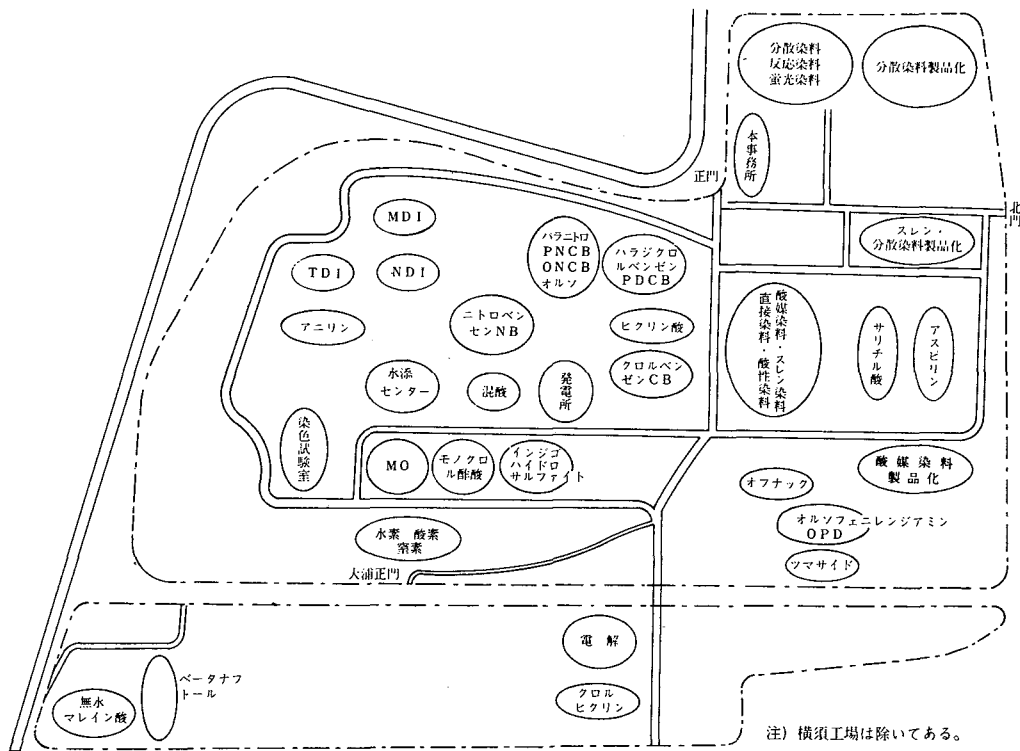 分散染料
反応染料
蛍光染料
分散染料製品化
本事務所
正門
北門
スレン・
分散染料製品化
MDI
TDI
NDI
パラニトロ
PNCB
ONCB
オルソ
ハラジクロ
ルベンゼン
PDCB
アニリン
ニトロベン
センNB
ヒクリン酸
クロルベン
ゼンCB
酸媒染料・スレン染料
直接染料・酸性染料
サリチル酸
アスピリン
水添
センター
混酸
発電所
染色試験室
MO
モノクロ
ル酢酸
インジゴ
ハイドロ
サルファイト
酸媒染料
製品化
オフナック
オルソフェニレンジアミン
OPD
ツマサイド
水素 酸素
窒素
大浦正門
電解
クロル
ヒクリン
ベータナフ
トール
無水
マレイン酸
注) 横須工場は除いてある。